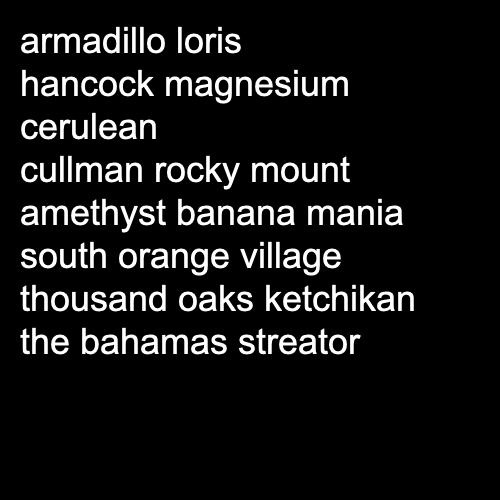 armadillo loris
hancock magnesium
cerulean
cullman rocky mount
amethyst banana mania
south orange village
thousand oaks ketchikan
the bahamas streator